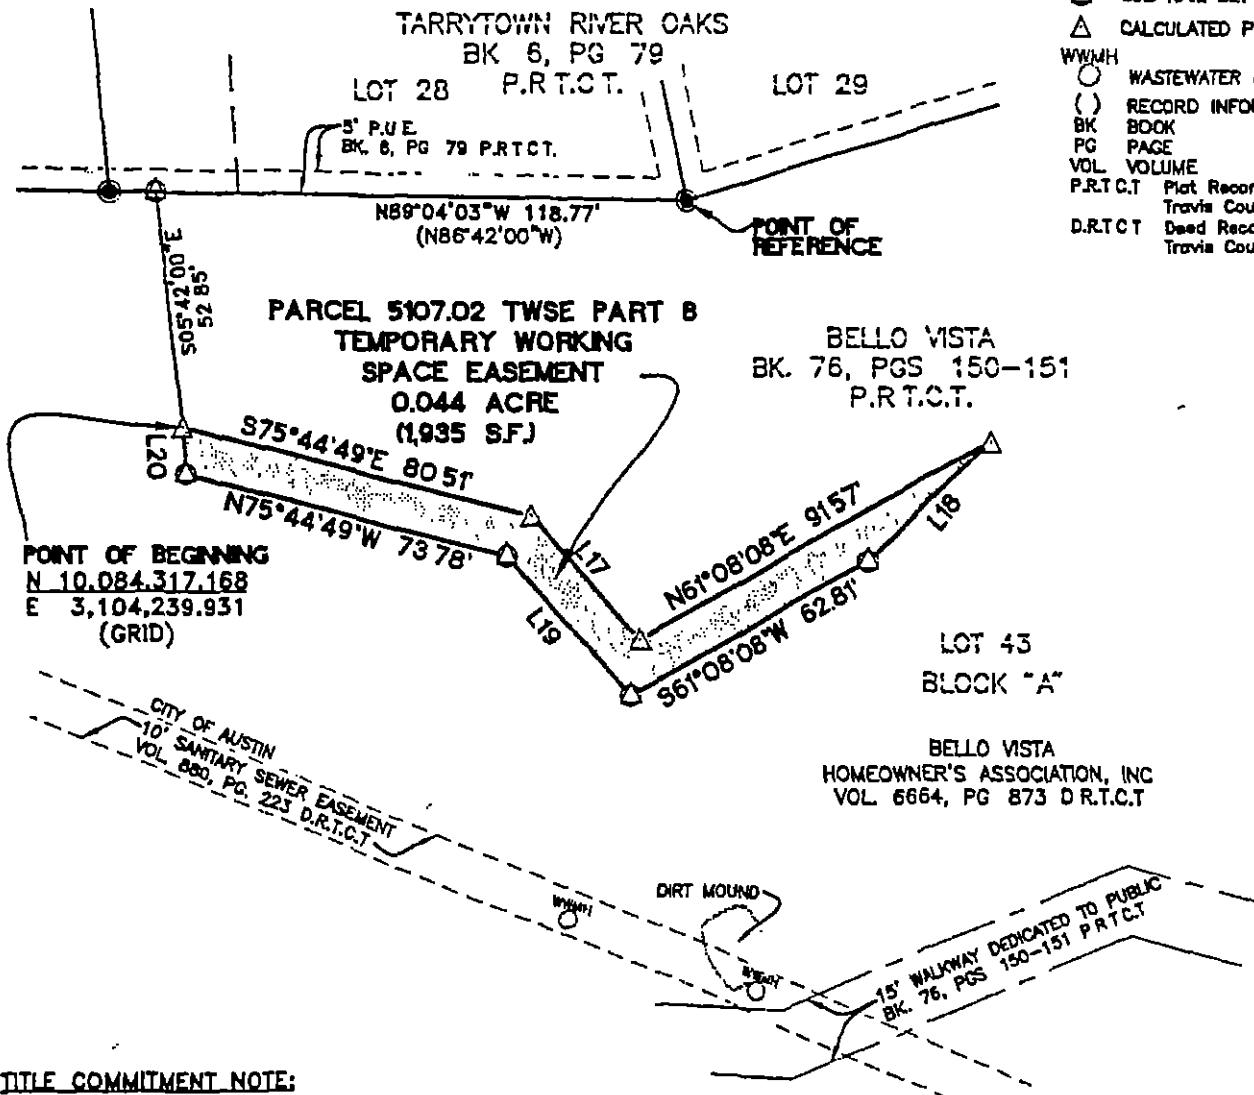 TARRYTOWN RIVER OAKS
BK 6, PG 79
P.R T.C.T.
LOT 28
LOT 29
5' P.U E.
BK. 6, PG 79 P.R T C T.
CALCULATED P
WWMH
WASTEWATER
( ) RECORD INFO
BK BOOK
PG PAGE
VOL VOLUME
P.R.T C.T Plat Recor
Travis Cou
D.R.T C T Deed Reco
Travis Cou
N89°04'03"W 118.77'
(N86°42'00"W)
POINT OF
REFERENCE
S05°42'00"E
52 85'
PARCEL 5107.02 TWSE PART B
TEMPORARY WORKING
SPACE EASEMENT
0.044 ACRE
(1,935 S.F.)
BELLO VISTA
BK. 76, PGS 150-151
P.R T.C.T.
S75°44'49"E 80 51'
L20
N75°44'49"W 73 78'
L17
L19
N61°08'08"E 91 57'
L18
S61°08'08"W 62.81'
POINT OF BEGINNING
N 10,084,317.168
E 3,104,239.931
(GRID)
LOT 43
BLOCK "A"
BELLO VISTA
HOMEOWNER'S ASSOCIATION, INC
VOL 6664, PG 873 D R.T.C.T
CITY OF AUSTIN
10' SANITARY SEWER EASEMENT
VOL 880, PG. 223 D.R.T.C.T
WWMH
DIRT MOUND
WWMH
15' WALKWAY DEDICATED TO PUBLIC
BK. 76, PGS 150-151 P R T C.T
TITLE COMMITMENT NOTE: